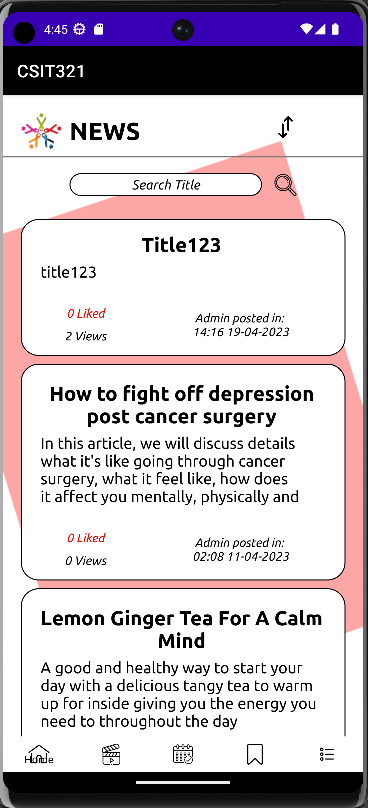 4:45
CSIT321
NEWS
Search Title
Title123
title123
0 Liked
2 Views
Admin posted in:
14:16 19-04-2023
How to fight off depression
post cancer surgery
In this article, we will discuss details
what it's like going through cancer
surgery, what it feel like, how does
it affect you mentally, physically and
0 Liked
0 Views
Admin posted in:
02:08 11-04-2023
Lemon Ginger Tea For A Calm
Mind
A good and healthy way to start your
day with a delicious tangy tea to warm
up for inside giving you the energy you
need to throughout the day
Home